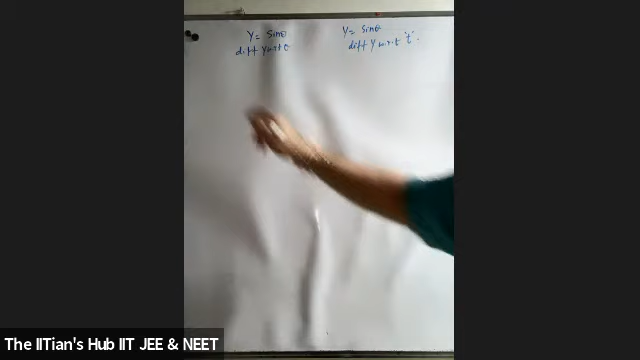 Y = Sinθ
diff Y w.r.t θ
Y = Sinθ
diff Y w.r.t "t".
The IITian's Hub IIT JEE & NEET